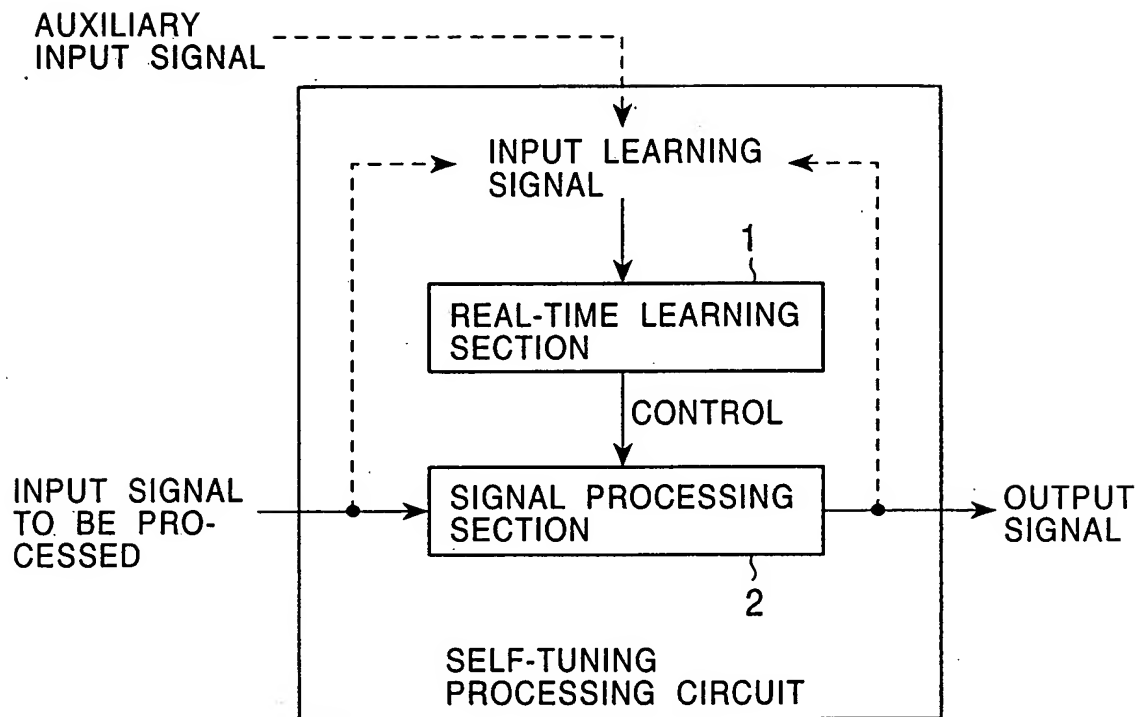 AUXILIARY
INPUT SIGNAL
INPUT LEARNING
SIGNAL
1
REAL-TIME LEARNING
SECTION
CONTROL
INPUT SIGNAL
TO BE PRO-
CESSED
SIGNAL PROCESSING
SECTION
OUTPUT
SIGNAL
2
SELF-TUNING
PROCESSING CIRCUIT